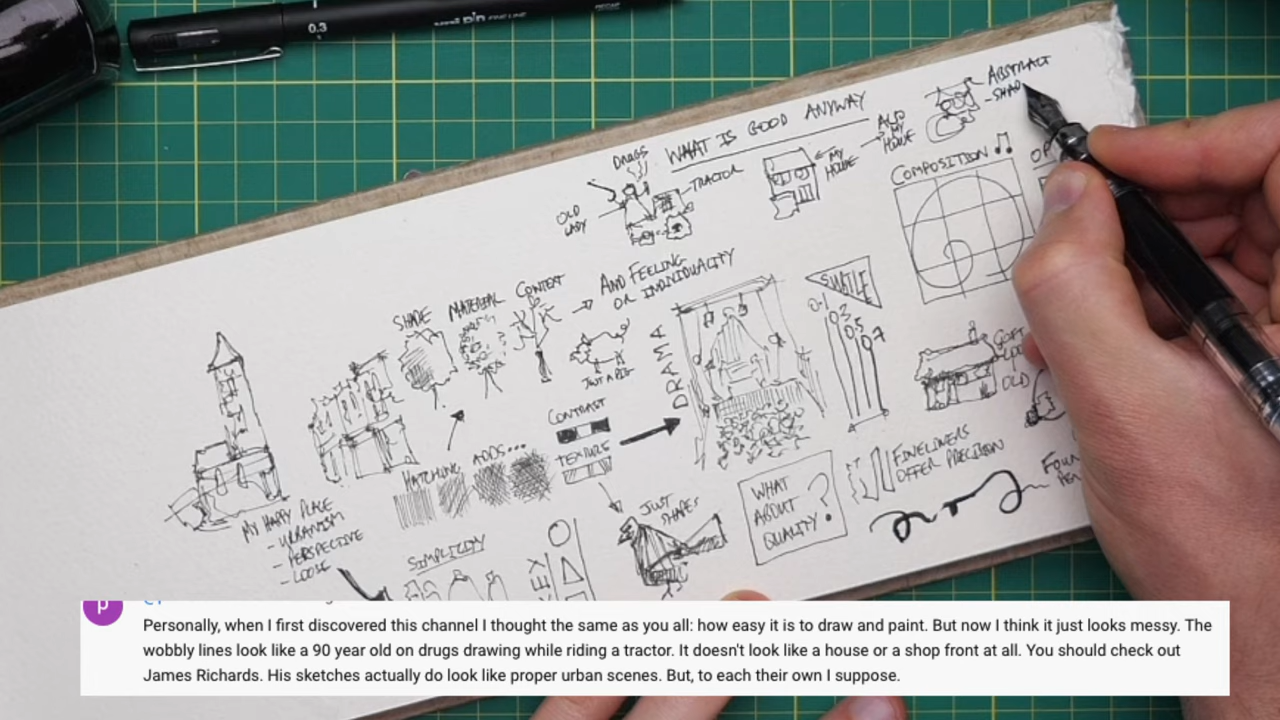 0.3
uni pin FINE LINE
WHAT IS GOOD ANYWAY
DRUGS
TRACTOR
OLD
LADY
MY
HOUSE
ALSO
MY
HOUSE
ABSTRACT
- SHAP
COMPOSITION
SHADE
MATERIAL
CONTEXT
AND FEELING
OR INDIVIDUALITY
JUST A PIG
DRAMA
SUBTLE
0.1
0.3
0.5
0.7
HATCHING
ADDS...
CONTRAST
TEXTURE
MY HAPPY PLACE
- URBANISM
- PERSPECTIVE
- LOOSE
SIMPLICITY
JUST
SHAPES
WHAT
ABOUT
QUALITY?
OLD
FINELINERS
OFFER PRECISION
p
Personally, when I first discovered this channel I thought the same as you all: how easy it is to draw and paint. But now I think it just looks messy. The
wobbly lines look like a 90 year old on drugs drawing while riding a tractor. It doesn't look like a house or a shop front at all. You should check out
James Richards. His sketches actually do look like proper urban scenes. But, to each their own I suppose.